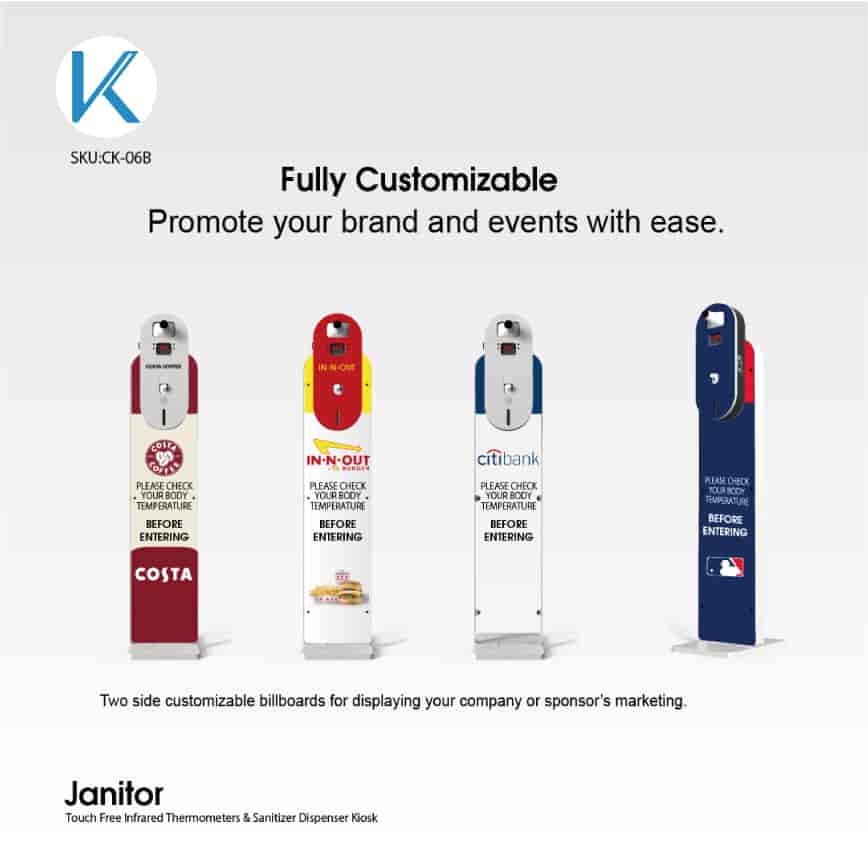 SKU:CK-06B
Fully Customizable
Promote your brand and events with ease.
COSTA COFFEE
COSTA
COFFEE
PLEASE CHECK
YOUR BODY
TEMPERATURE
BEFORE
ENTERING
COSTA
IN-N-OUT
IN-N-OUT
BURGER
PLEASE CHECK
YOUR BODY
TEMPERATURE
BEFORE
ENTERING
citibank
PLEASE CHECK
YOUR BODY
TEMPERATURE
BEFORE
ENTERING
PLEASE CHECK
YOUR BODY
TEMPERATURE
BEFORE
ENTERING
Two side customizable billboards for displaying your company or sponsor's marketing.
Janitor
Touch Free Infrared Thermometers & Sanitizer Dispenser Kiosk